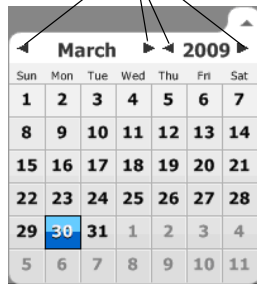 March 2009
Sun Mon Tue Wed Thu Fri Sat
1 2 3 4 5 6 7
8 9 10 11 12 13 14
15 16 17 18 19 20 21
22 23 24 25 26 27 28
29 30 31 1 2 3 4
5 6 7 8 9 10 11